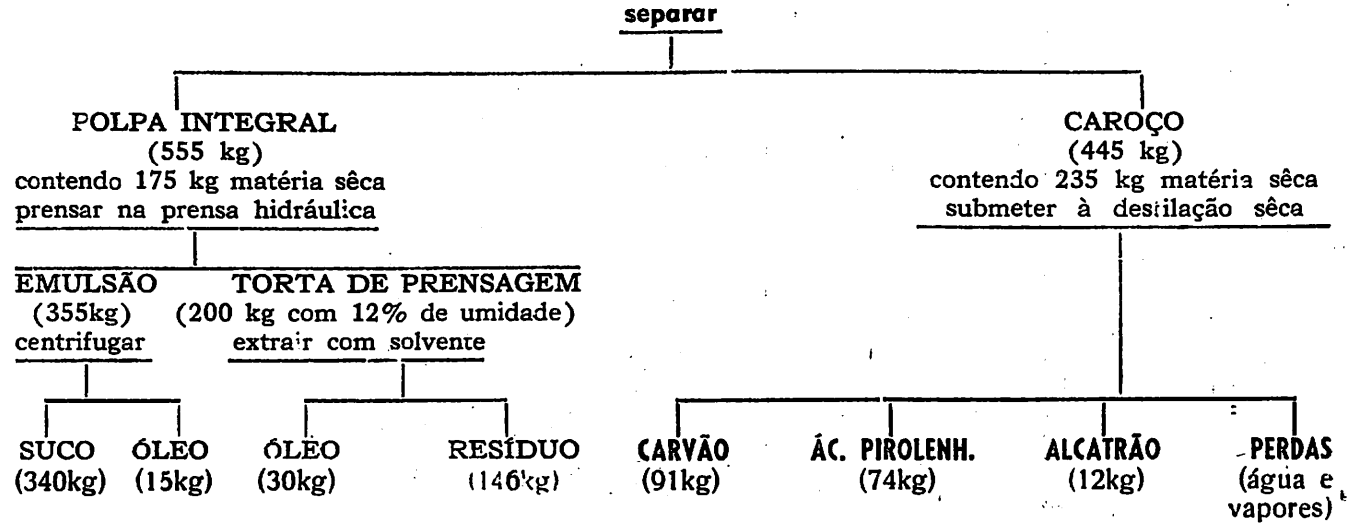 separar
POLPA INTEGRAL
(555 kg)
contendo 175 kg matéria sêca
prensar na prensa hidráulica
CAROÇO
(445 kg)
contendo 235 kg matéria sêca
submeter à destilação sêca
EMULSÃO
(355kg)
centrifugar
TORTA DE PRENSAGEM
(200 kg com 12% de umidade)
extrair com solvente
SUCO
(340kg)
ÓLEO
(15kg)
ÓLEO
(30kg)
RESÍDUO
(146kg)
CARVÃO
(91kg)
ÁC. PIROLENH.
(74kg)
ALCATRÃO
(12kg)
PERDAS
(água e
vapores)